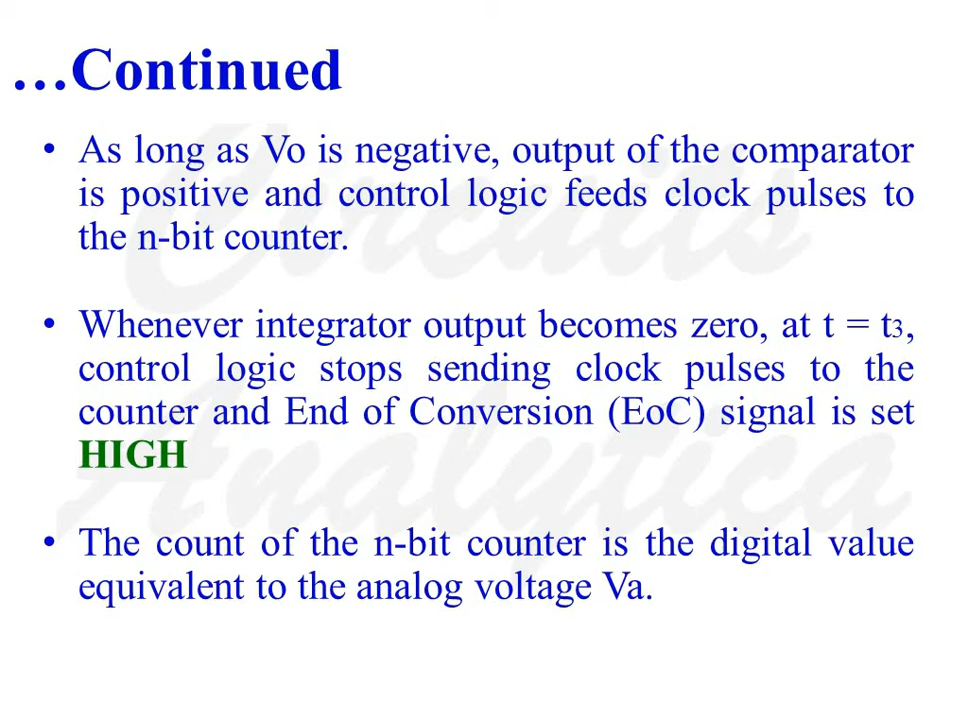 …Continued
• As long as Vo is negative, output of the comparator
is positive and control logic feeds clock pulses to
the n-bit counter.
• Whenever integrator output becomes zero, at t = t3,
control logic stops sending clock pulses to the
counter and End of Conversion (EoC) signal is set
HIGH
• The count of the n-bit counter is the digital value
equivalent to the analog voltage Va.
Circuits
Analytica